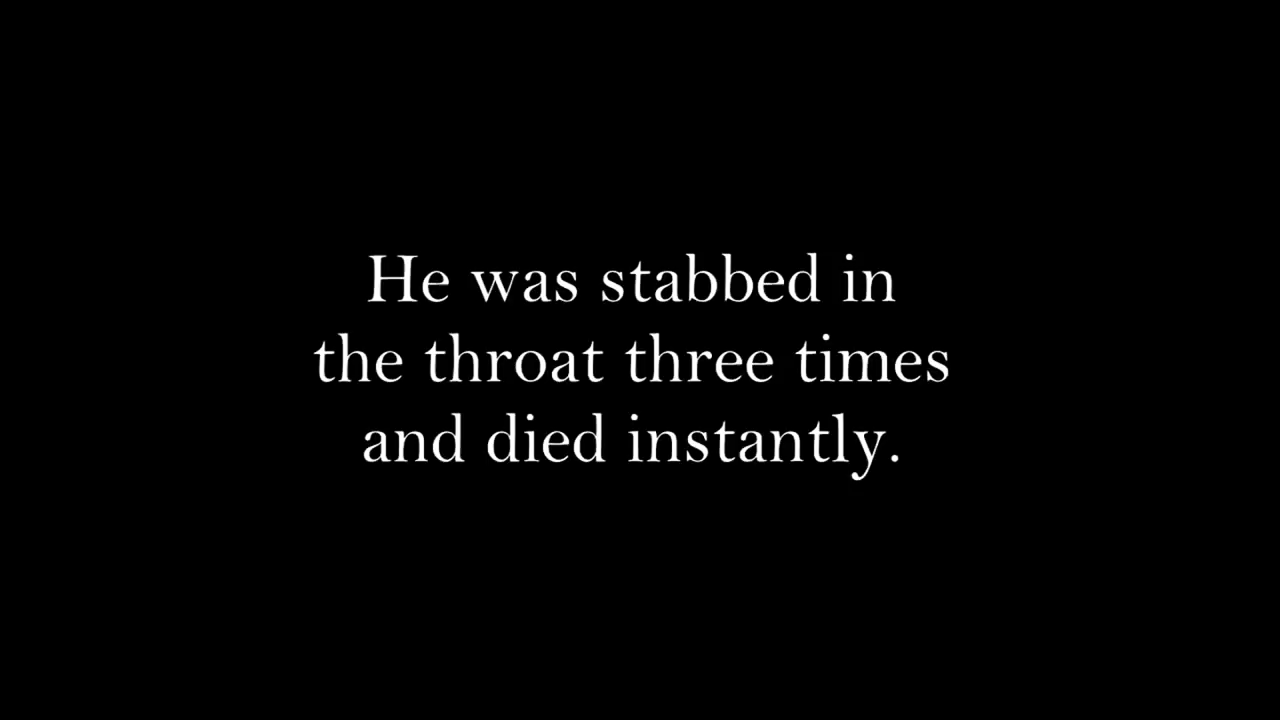 He was stabbed in
the throat three times
and died instantly.